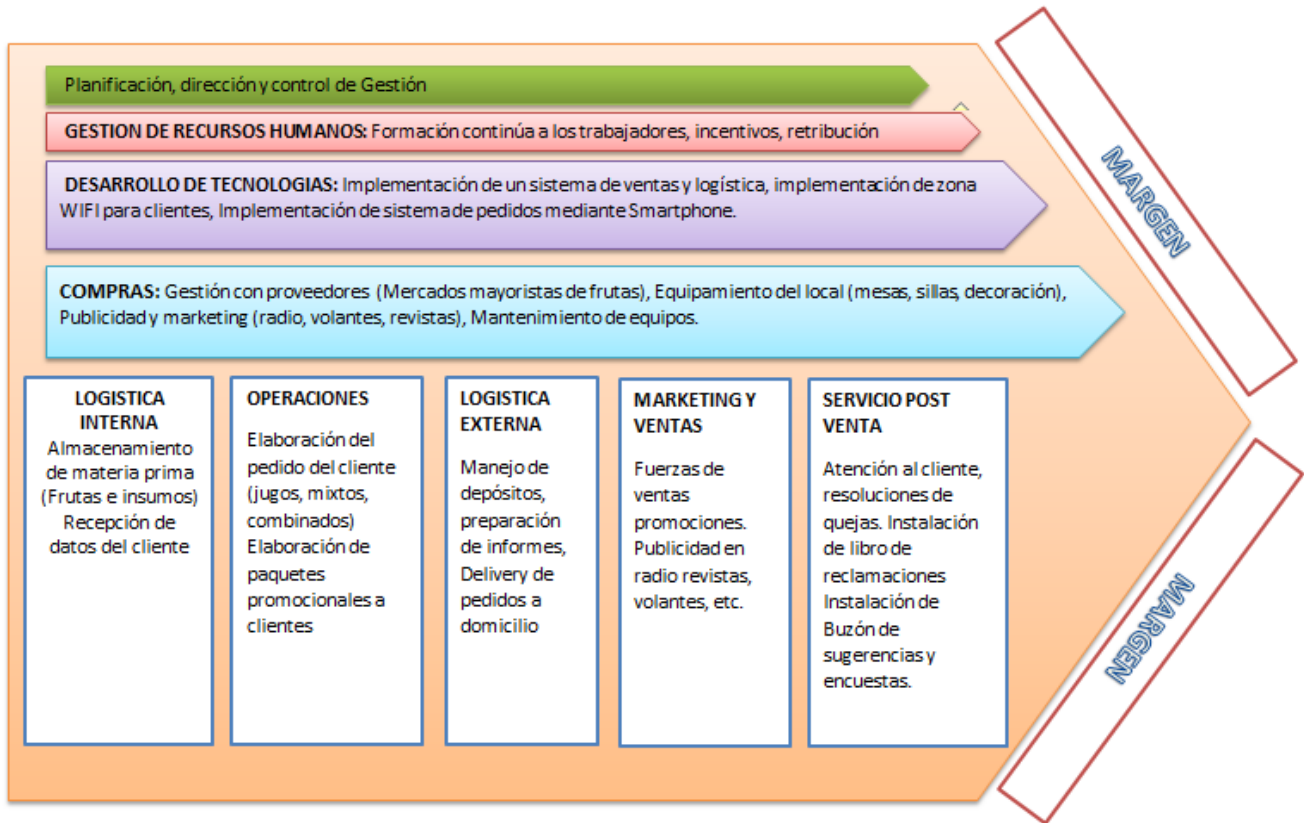 Planificación, dirección y control de Gestión
GESTION DE RECURSOS HUMANOS: Formación continúa a los trabajadores, incentivos, retribución
DESARROLLO DE TECNOLOGIAS: Implementación de un sistema de ventas y logística, implementación de zona
WIFI para clientes, Implementación de sistema de pedidos mediante Smartphone.
COMPRAS: Gestión con proveedores (Mercados mayoristas de frutas), Equipamiento del local (mesas, sillas, decoración),
Publicidad y marketing (radio, volantes, revistas), Mantenimiento de equipos.
LOGISTICA
INTERNA
Almacenamiento
de materia prima
(Frutas e insumos)
Recepción de
datos del cliente
OPERACIONES
Elaboración del
pedido del cliente
(jugos, mixtos,
combinados)
Elaboración de
paquetes
promocionales a
clientes
LOGISTICA
EXTERNA
Manejo de
depósitos,
preparación
de informes,
Delivery de
pedidos a
domicilio
MARKETING Y
VENTAS
Fuerzas de
ventas
promociones.
Publicidad en
radio revistas,
volantes, etc.
SERVICIO POST
VENTA
Atención al cliente,
resoluciones de
quejas. Instalación
de libro de
reclamaciones
Instalación de
Buzón de
sugerencias y
encuestas.
MARGEN
MARGEN